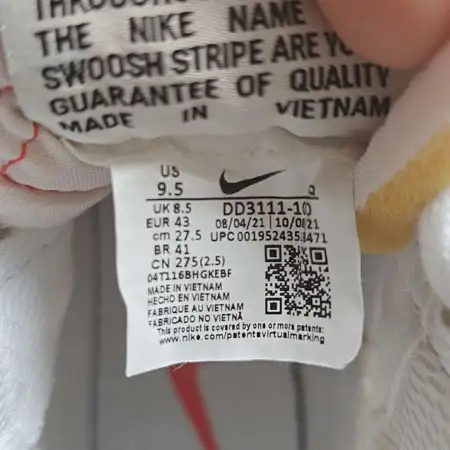 THE NIKE NAME
SWOOSH STRIPE ARE
GUARANTEE OF QUALITY
MADE IN VIETNAM
US
9.5
UK 8.5 DD3111-10
EUR 43 08/04/21 10/0 21
cm 27.5 UPC 001952435 471
BR 41
CN 275(2.5)
04T116BHGKEBF
MADE IN VIETNAM
HECHO EN VIETNAM
FABRIQUE AU VIETNAM
FABRICADO NO VIETNÃ
This product is covered by one or more patents:
www.nike.com/patentsvirtualmarking